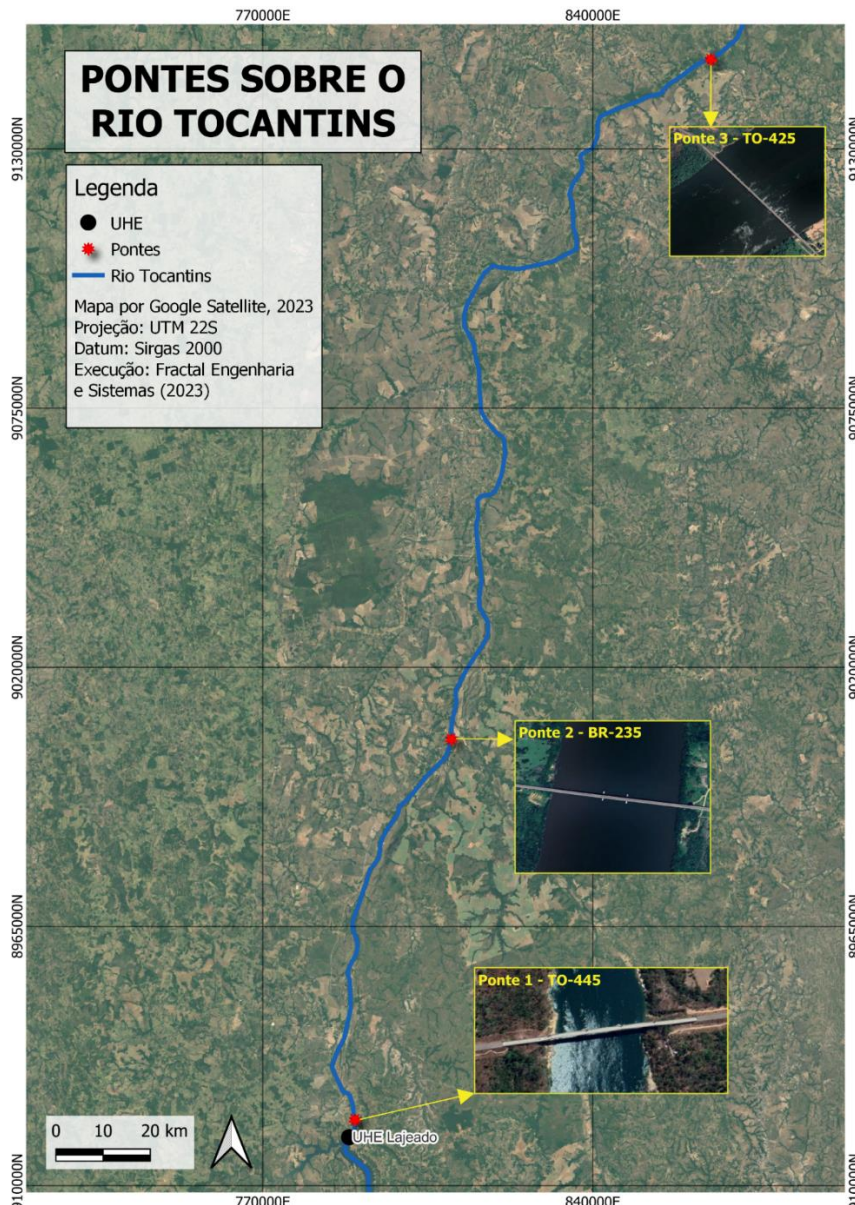 770000E
840000E
PONTES SOBRE O
RIO TOCANTINS
Legenda
UHE
Pontes
Rio Tocantins
Mapa por Google Satellite, 2023
Projeção: UTM 22S
Datum: Sirgas 2000
Execução: Fractal Engenharia
e Sistemas (2023)
Ponte 3 - TO-425
9130000N
9130000N
9075000N
9075000N
9020000N
9020000N
Ponte 2 - BR-235
8965000N
8965000N
Ponte 1 - TO-445
0 10 20 km
UHE Lajeado
910000N
910000N
770000E
840000E